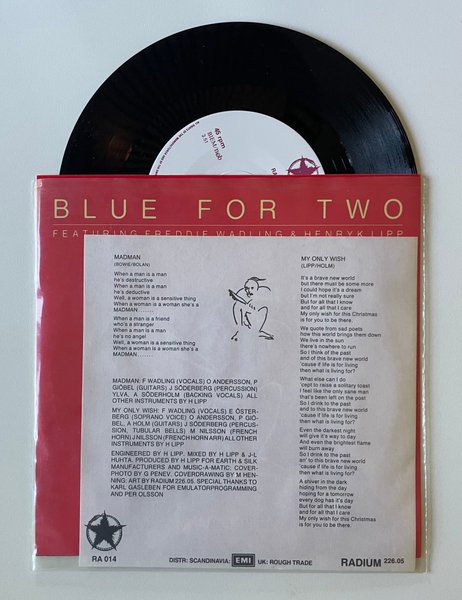 45 rpm
BIEM/n©b
3.51
RA
BLUE FOR TWO
FEATURING FREDDIE WADLING & HENRYK LIPP
MADMAN
(BOWIE/BOLAN)
When a man is a man
he's destructive
When a man is a man
he's deductive
Well, a woman is a sensitive thing
When a woman is a woman she's a
MADMAN
When a man is a friend
who's a stranger
When a man is a man
he's no angel
Well, a woman is a sensitive thing
When a woman is a woman she's a
MADMAN
MADMAN: F WADLING (VOCALS) O ANDERSSON, P
GIÖBEL (GUITARS) J SÖDERBERG (PERCUSSION)
YLVA, A SÖDERHOLM (BACKING VOCALS) ALL
OTHER INSTRUMENTS BY H LIPP
MY ONLY WISH: F WADLING (VOCALS) E ÖSTER-
BERG (SOPRANO VOICE) O ANDERSSON, P GIÖ-
BEL, A HOLM (GUITARS) J SÖDERBERG (PERCUS-
SION, TUBULAR BELLS) M NILSSON (FRENCH
HORN) J NILSSON (FRENCH HORN ARR) ALL OTHER
INSTRUMENTS BY H LIPP
ENGINEERED BY H LIPP. MIXED BY H LIPP & J-L
HUHTA. PRODUCED BY H LIPP FOR EARTH & SILK
MANUFACTURERS AND MUSIC-A-MATIC. COVER-
PHOTO BY G PENEV. COVERDRAWING BY M HEN-
NING: ART BY RADIUM 226.05. SPECIAL THANKS TO
KARL GASLEBEN FOR EMULATORPROGRAMMING
AND PER OLSSON
MY ONLY WISH
(LIPP/HOLM)
It's a brave new world
but there must be some more
I could hope it's a dream
but I'm not really sure
But for all that I know
and for all that I care
My only wish for this Christmas
is for you to be there.
We quote from sad poets
how this world brings them down
We live in the sun
there's nowhere to run
So I think of the past
and of this brave new world
'cause if life is for living
then what is living for?
What else can I do
'cept to raise a solitary toast
I feel like the only sane man
that's been left on the post
So I drink to the past
and to this brave new world
'cause if life is for living
then what is living for?
Even the darkest night
will give it's way to day
And even the brightest flame
will burn away
So I drink to the past
an' to this brave new world
'cause if life is for living
then what is living for?
A shiver in the dark
hiding from the day
hoping for a tomorrow
every dog has it's day
But for all that I know
and for all that I care
My only wish for this Christmas
is for you to be there.
RA 014
DISTR: SCANDINAVIA: EMI UK: ROUGH TRADE
RADIUM 226.05